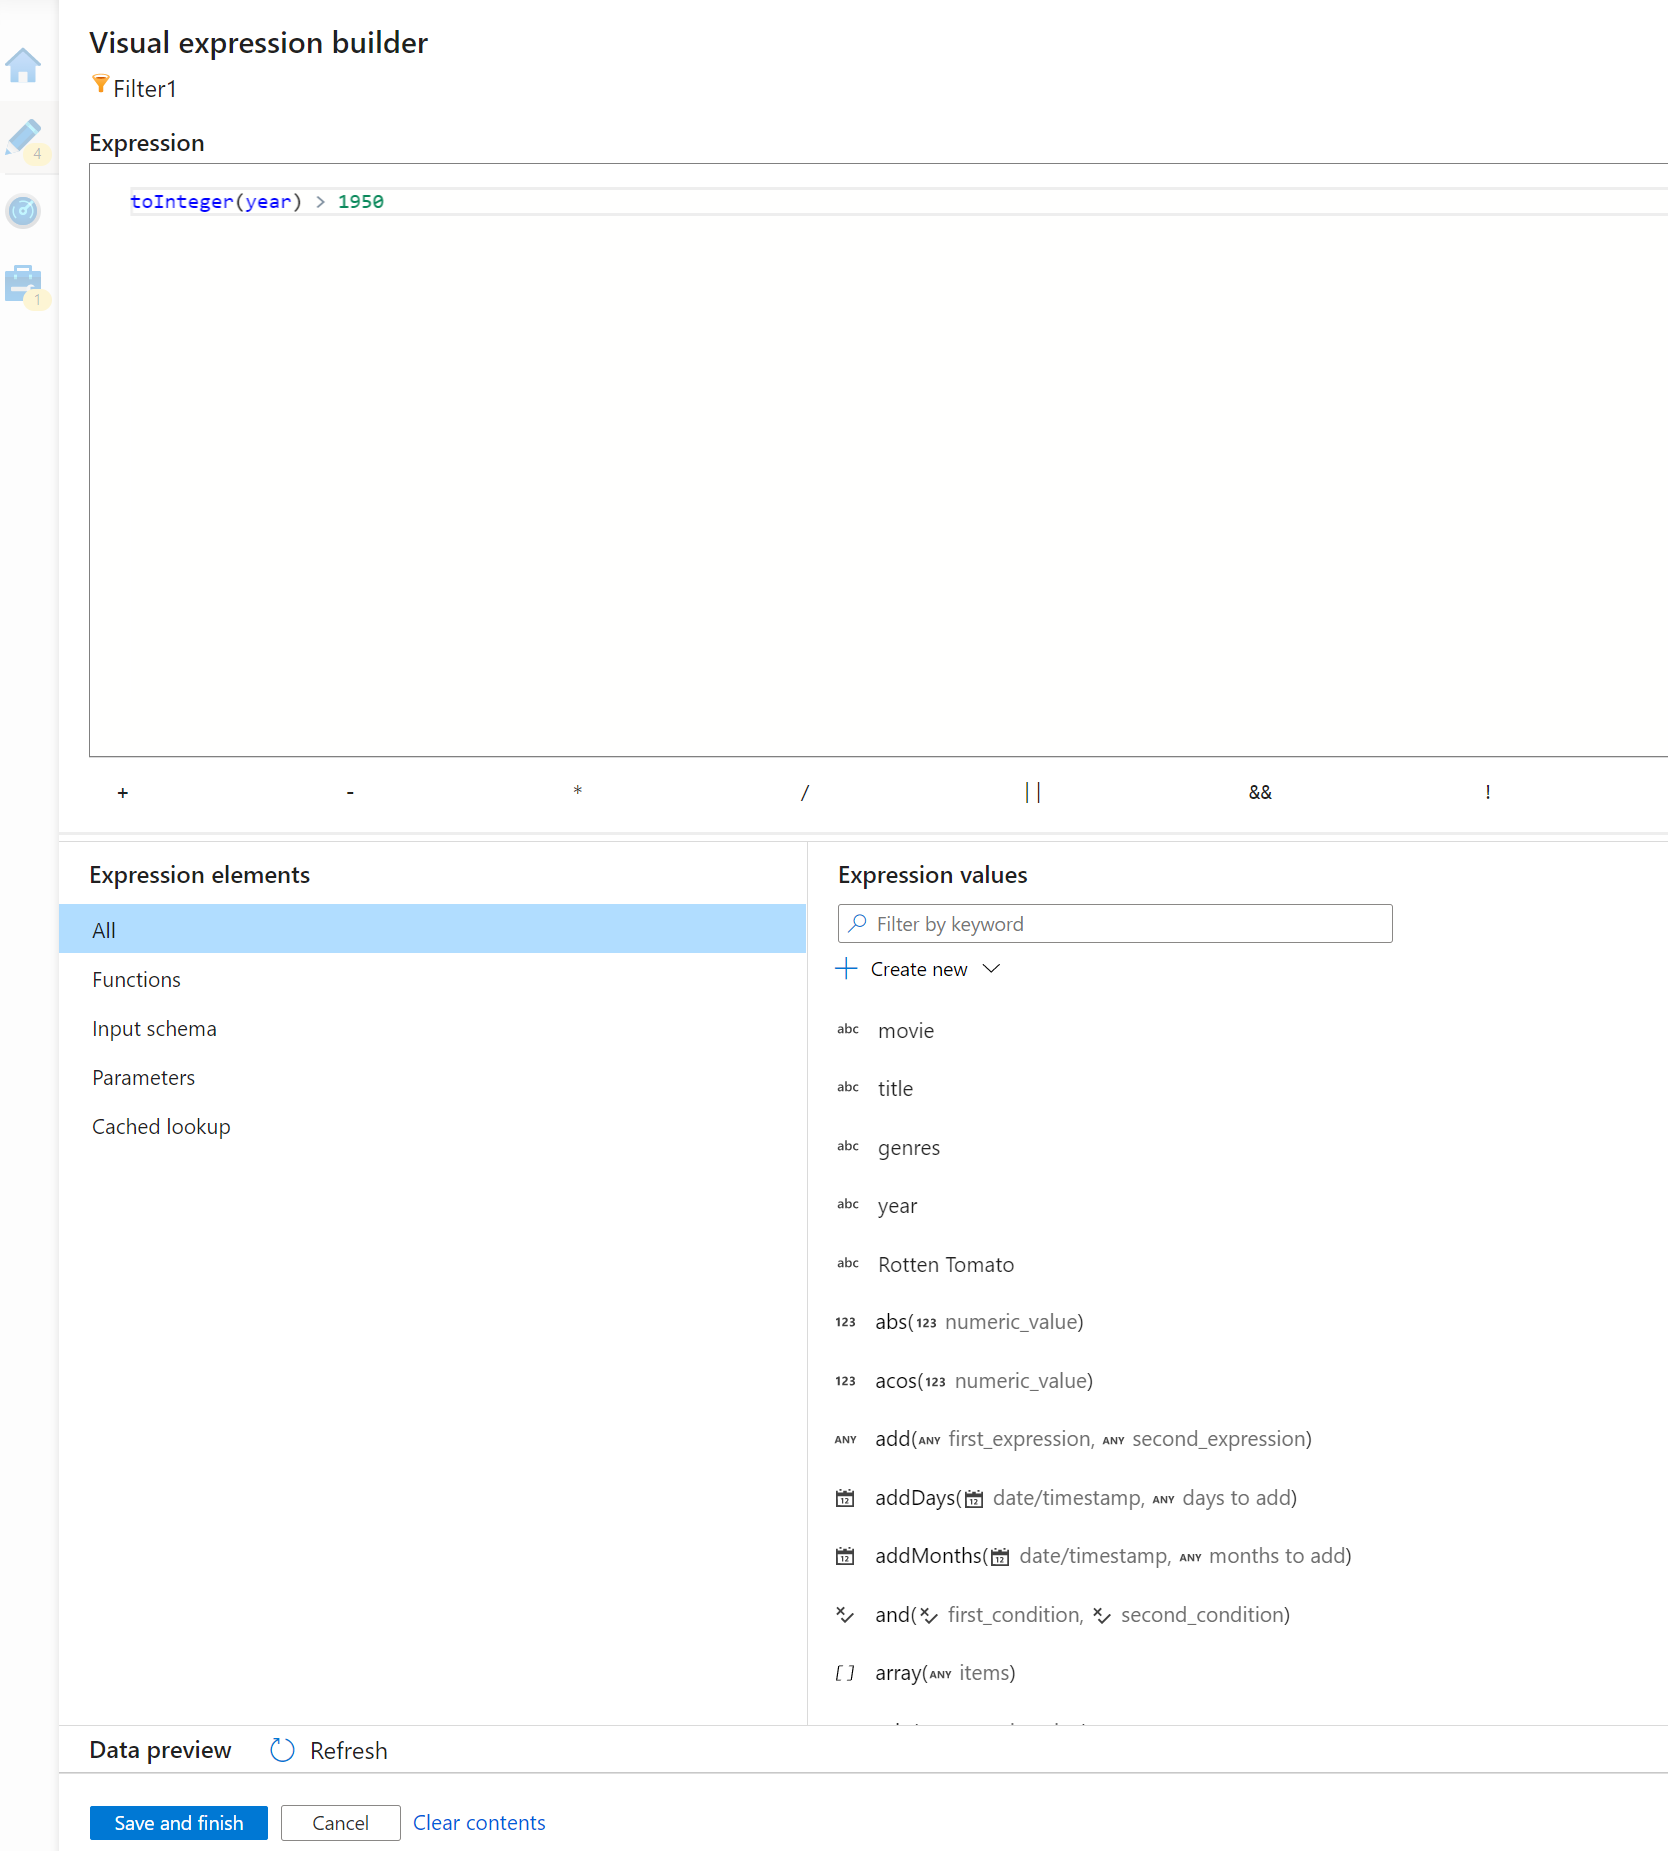 Visual expression builder
Filter1
4
1
Expression
toInteger(year) > 1950
+ - * / || && !
Expression elements
All
Functions
Input schema
Parameters
Cached lookup
Expression values
Filter by keyword
Create new
abc movie
abc title
abc genres
abc year
abc Rotten Tomato
123 abs(123 numeric_value)
123 acos(123 numeric_value)
ANY add(ANY first_expression, ANY second_expression)
12 addDays(12 date/timestamp, ANY days to add)
12 addMonths(12 date/timestamp, ANY months to add)
and( first_condition, second_condition)
[] array(ANY items)
Data preview Refresh
Save and finish Cancel Clear contents